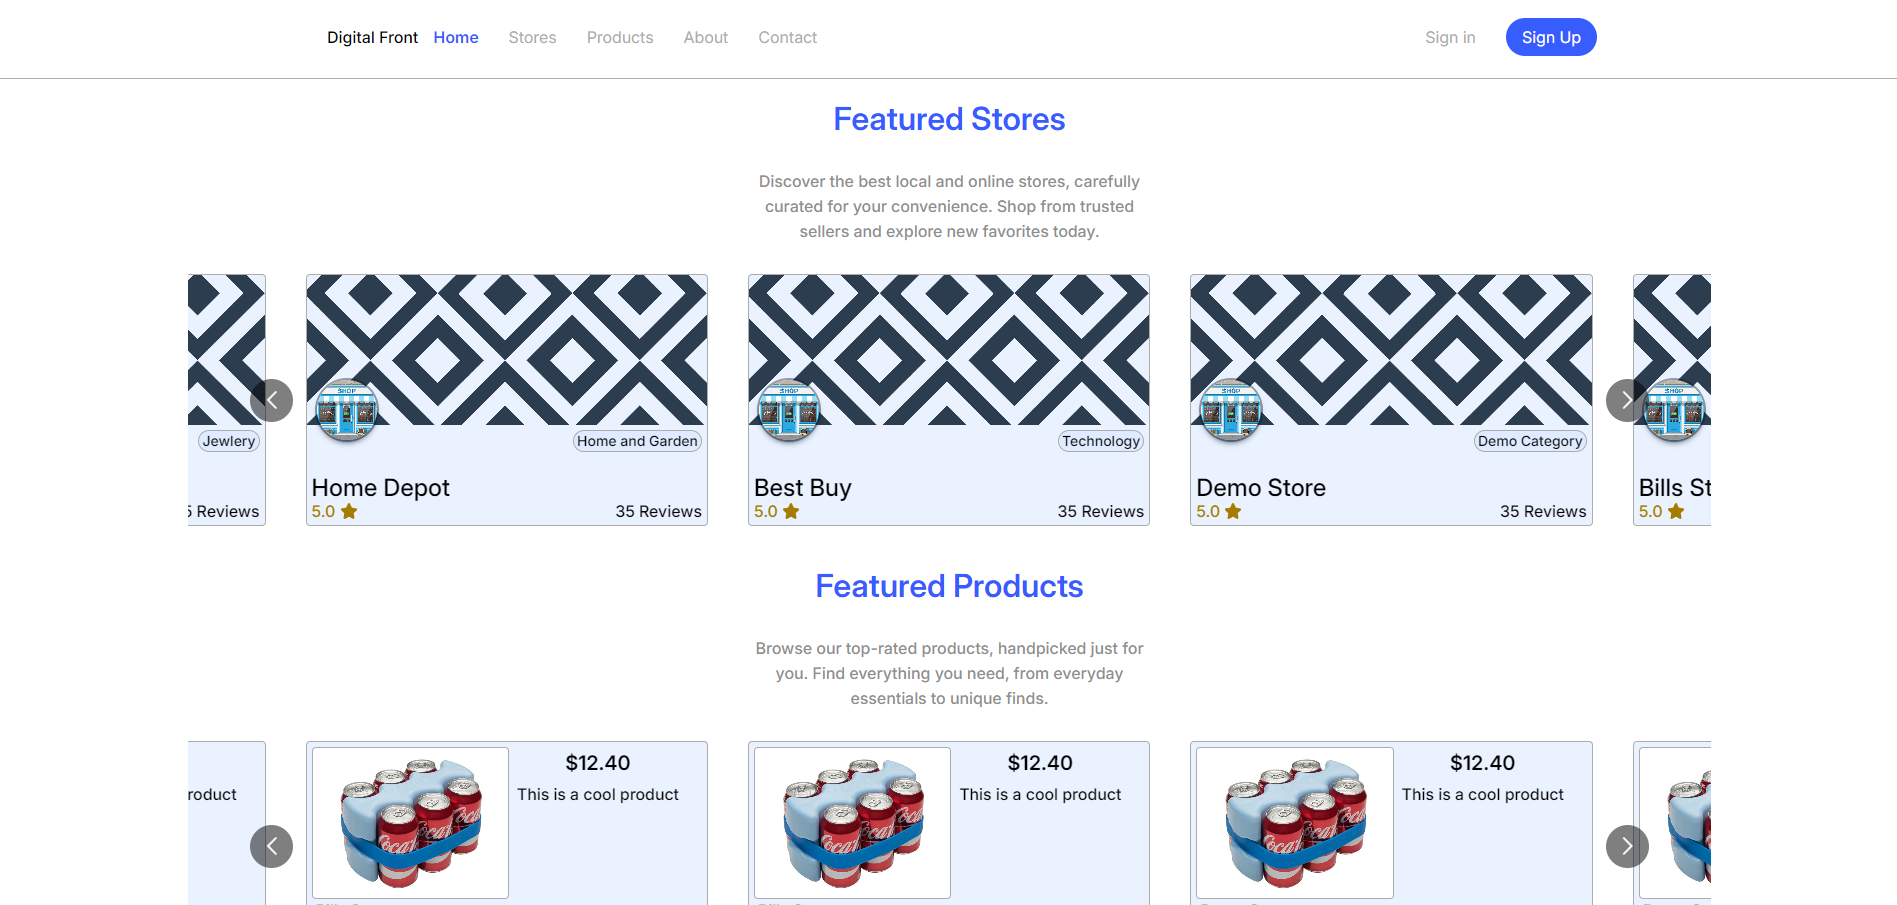 Digital Front Home Stores Products About Contact Sign in Sign Up
Featured Stores
Discover the best local and online stores, carefully
curated for your convenience. Shop from trusted
sellers and explore new favorites today.
SHOP SHOP SHOP SHOP
Jewlery Home and Garden Technology Demo Category
Home Depot Best Buy Demo Store Bills St
5.0 5.0 5.0 5.0
Reviews 35 Reviews 35 Reviews 35 Reviews
Featured Products
Browse our top-rated products, handpicked just for
you. Find everything you need, from everyday
essentials to unique finds.
$12.40 $12.40 $12.40
roduct This is a cool product This is a cool product This is a cool product